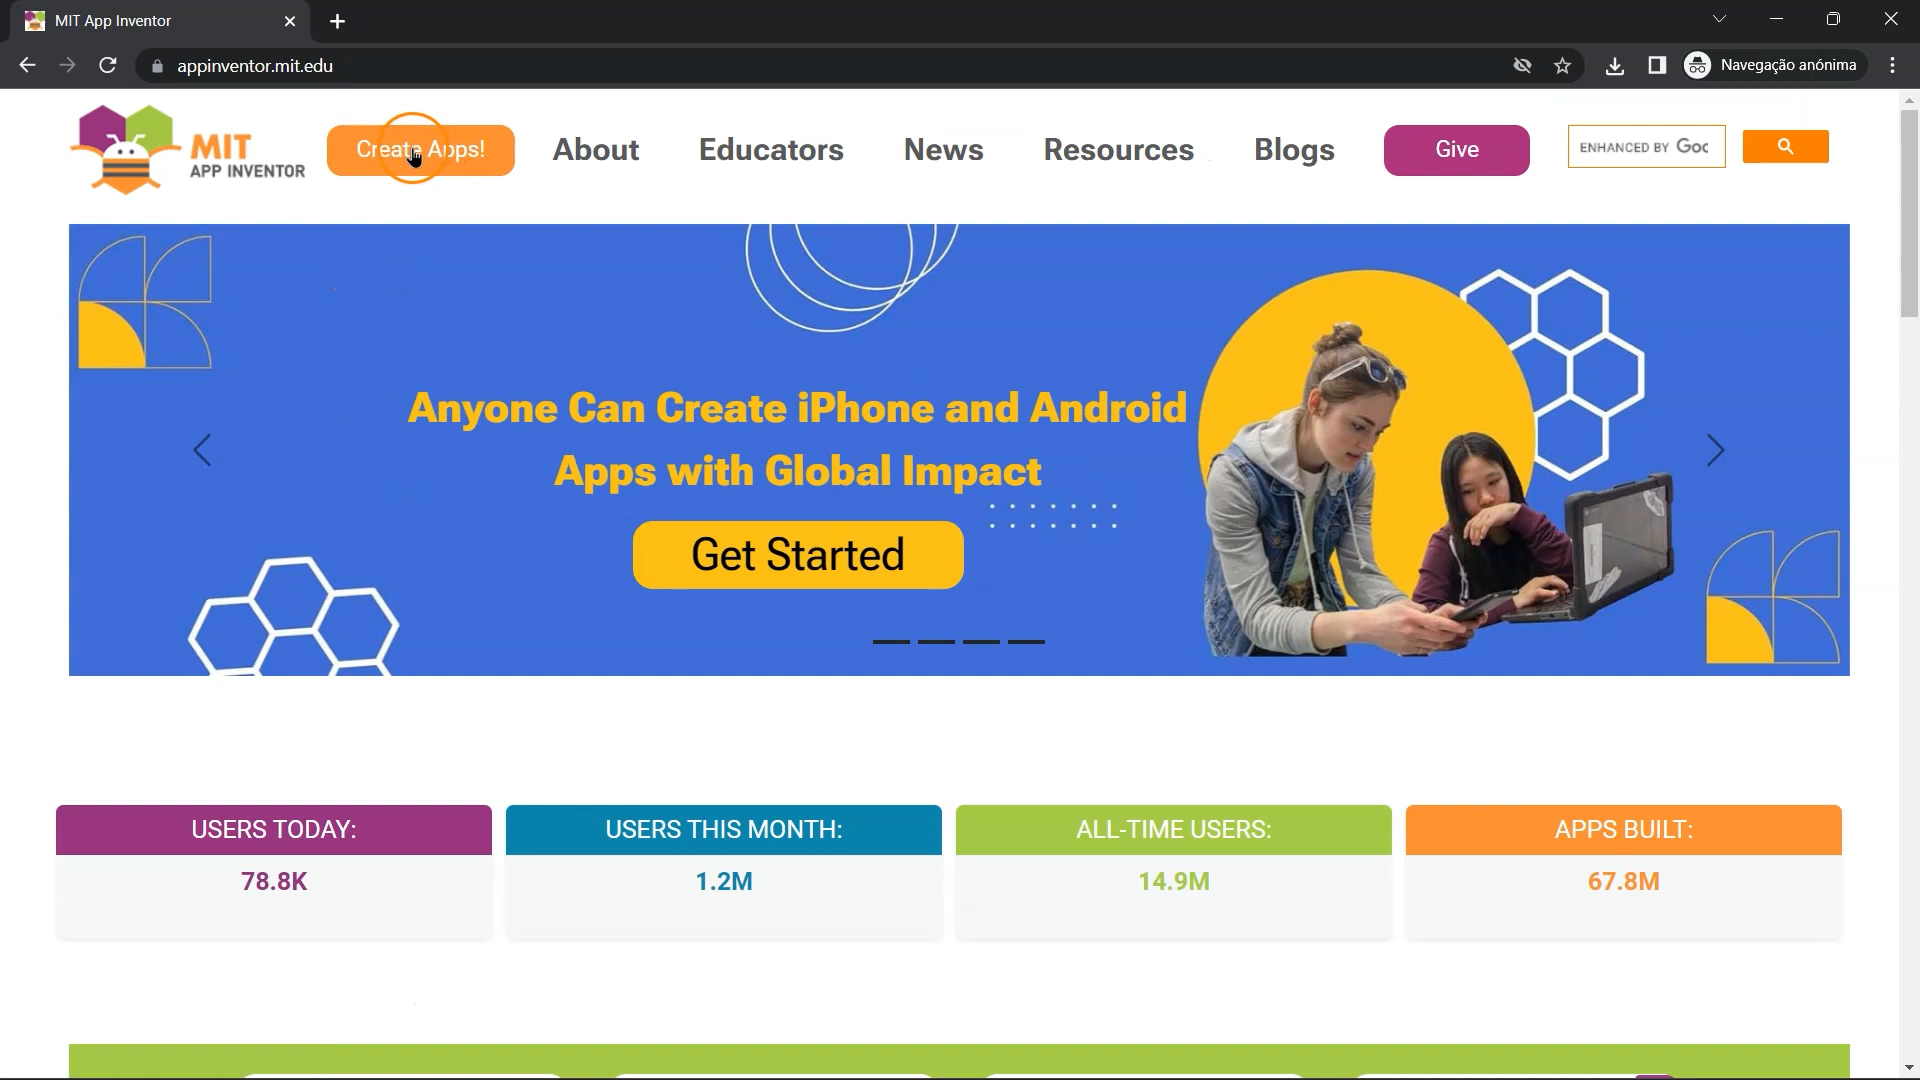 MIT App Inventor
appinventor.mit.edu
Navegação anónima
MIT
APP INVENTOR
Create Apps!
About
Educators
News
Resources
Blogs
Give
ENHANCED BY Goo
Anyone Can Create iPhone and Android
Apps with Global Impact
Get Started
USERS TODAY:
78.8K
USERS THIS MONTH:
1.2M
ALL-TIME USERS:
14.9M
APPS BUILT:
67.8M